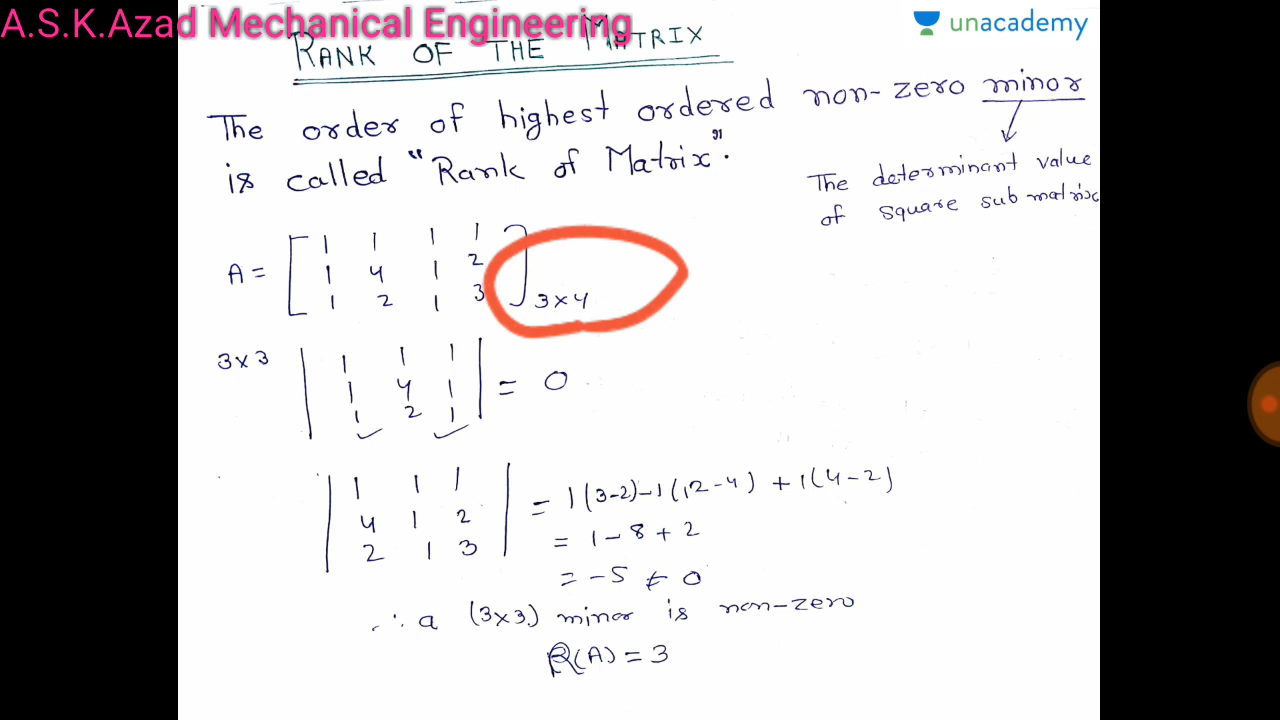 A.S.K.Azad Mechanical Engineering
unacademy
RANK OF THE MATRIX
The order of highest ordered non-zero minor
is called "Rank of Matrix".
The determinant value
of square sub matrix
A = [ 1 1 1 1
1 4 1 2
1 2 1 3 ] 3×4
3×3 | 1 1 1
1 4 1 | = 0
1 2 1 |
| 1 1 1 |
4 1 2 | = 1(3-2)-1(12-4)+1(4-2)
2 1 3 | = 1-8+2
= -5 ≠ 0
∴ a (3×3) minor is non-zero
R(A) = 3